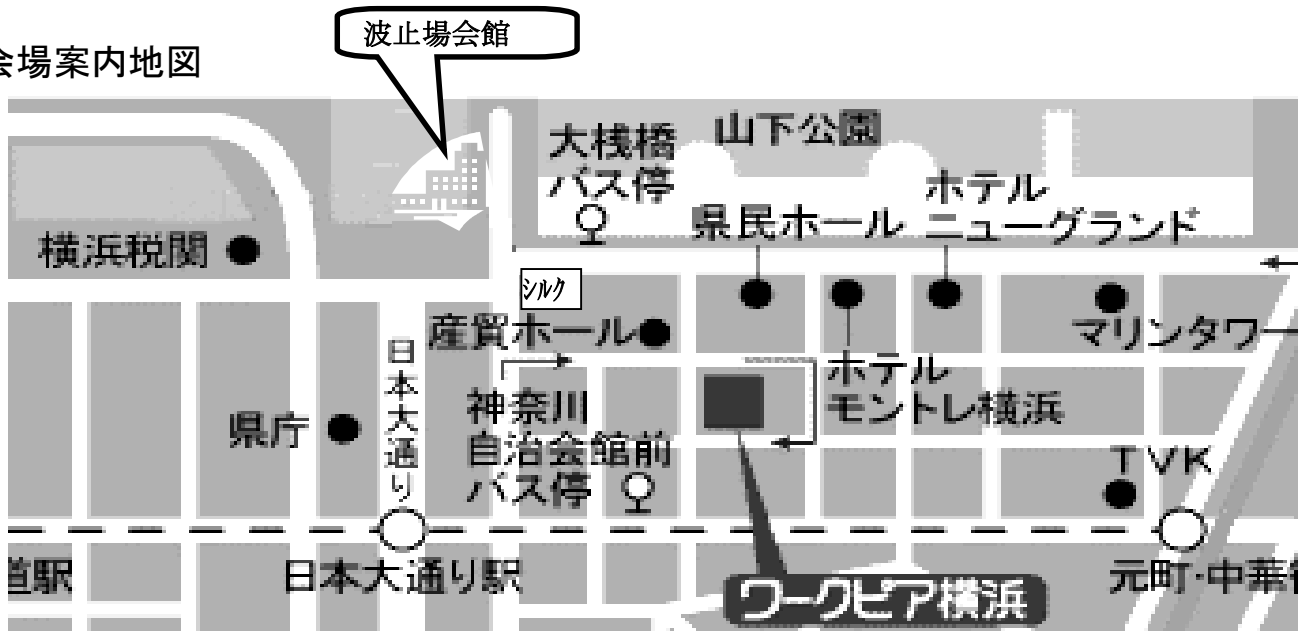 波止場会館
会場案内地図
大桟橋
バス停
山下公園
ホテル
ニューグランド
県民ホール
横浜税関
シルク
産貿ホール
マリンタワー
日本大通り
ホテル
モントレ横浜
神奈川
自治会館前
バス停
県庁
TVK
道駅
日本大通り駅
元町・中華街
ワークピア横浜